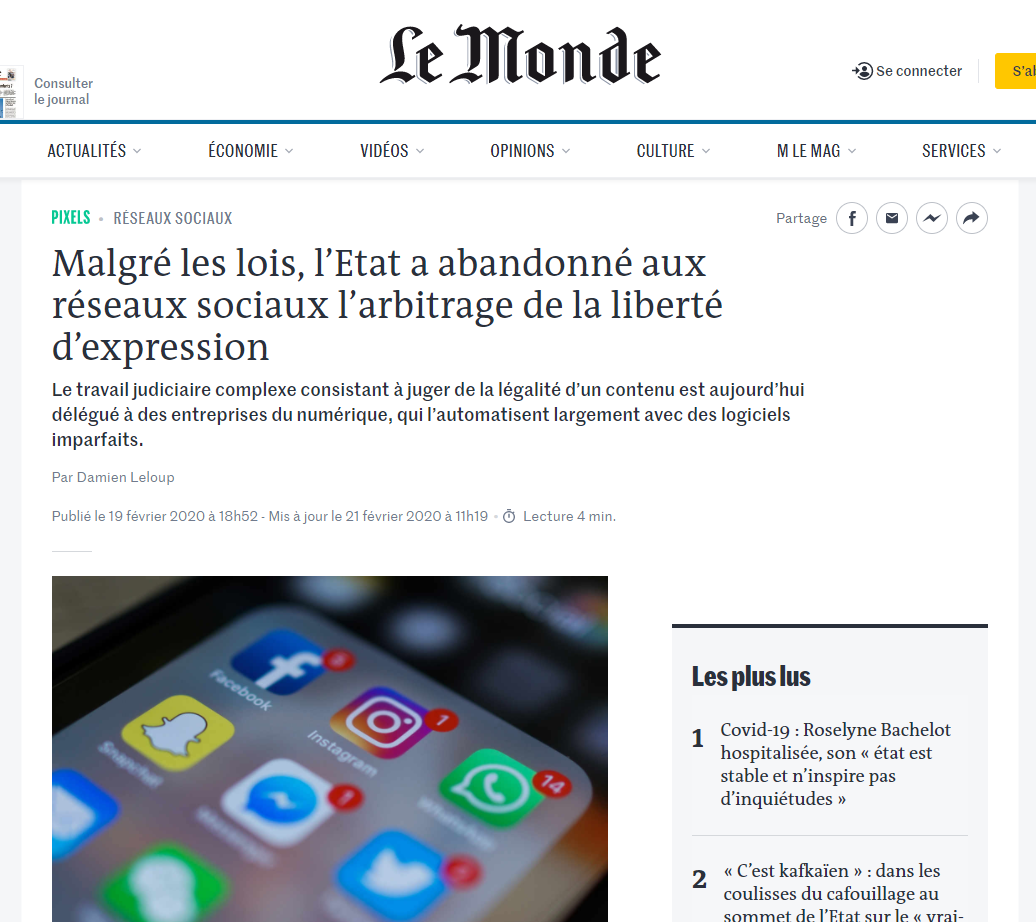 Le Monde
Consulter
le journal
Se connecter
S'a
ACTUALITÉS
ÉCONOMIE
VIDÉOS
OPINIONS
CULTURE
M LE MAG
SERVICES
PIXELS • RÉSEAUX SOCIAUX
Partage
Malgré les lois, l’Etat a abandonné aux
réseaux sociaux l’arbitrage de la liberté
d’expression
Le travail judiciaire complexe consistant à juger de la légalité d’un contenu est aujourd’hui
délégué à des entreprises du numérique, qui l’automatisent largement avec des logiciels
imparfaits.
Par Damien Leloup
Publié le 19 février 2020 à 18h52 - Mis à jour le 21 février 2020 à 11h19 • Lecture 4 min.
Facebook
Instagram
1
Snapchat
14
WhatsApp
1
Messenger
Les plus lus
1
Covid-19 : Roselyne Bachelot
hospitalisée, son « état est
stable et n’inspire pas
d’inquiétudes »
2
« C’est kafkaïen » : dans les
coulisses du cafouillage au
sommet de l’Etat sur le « vrai-